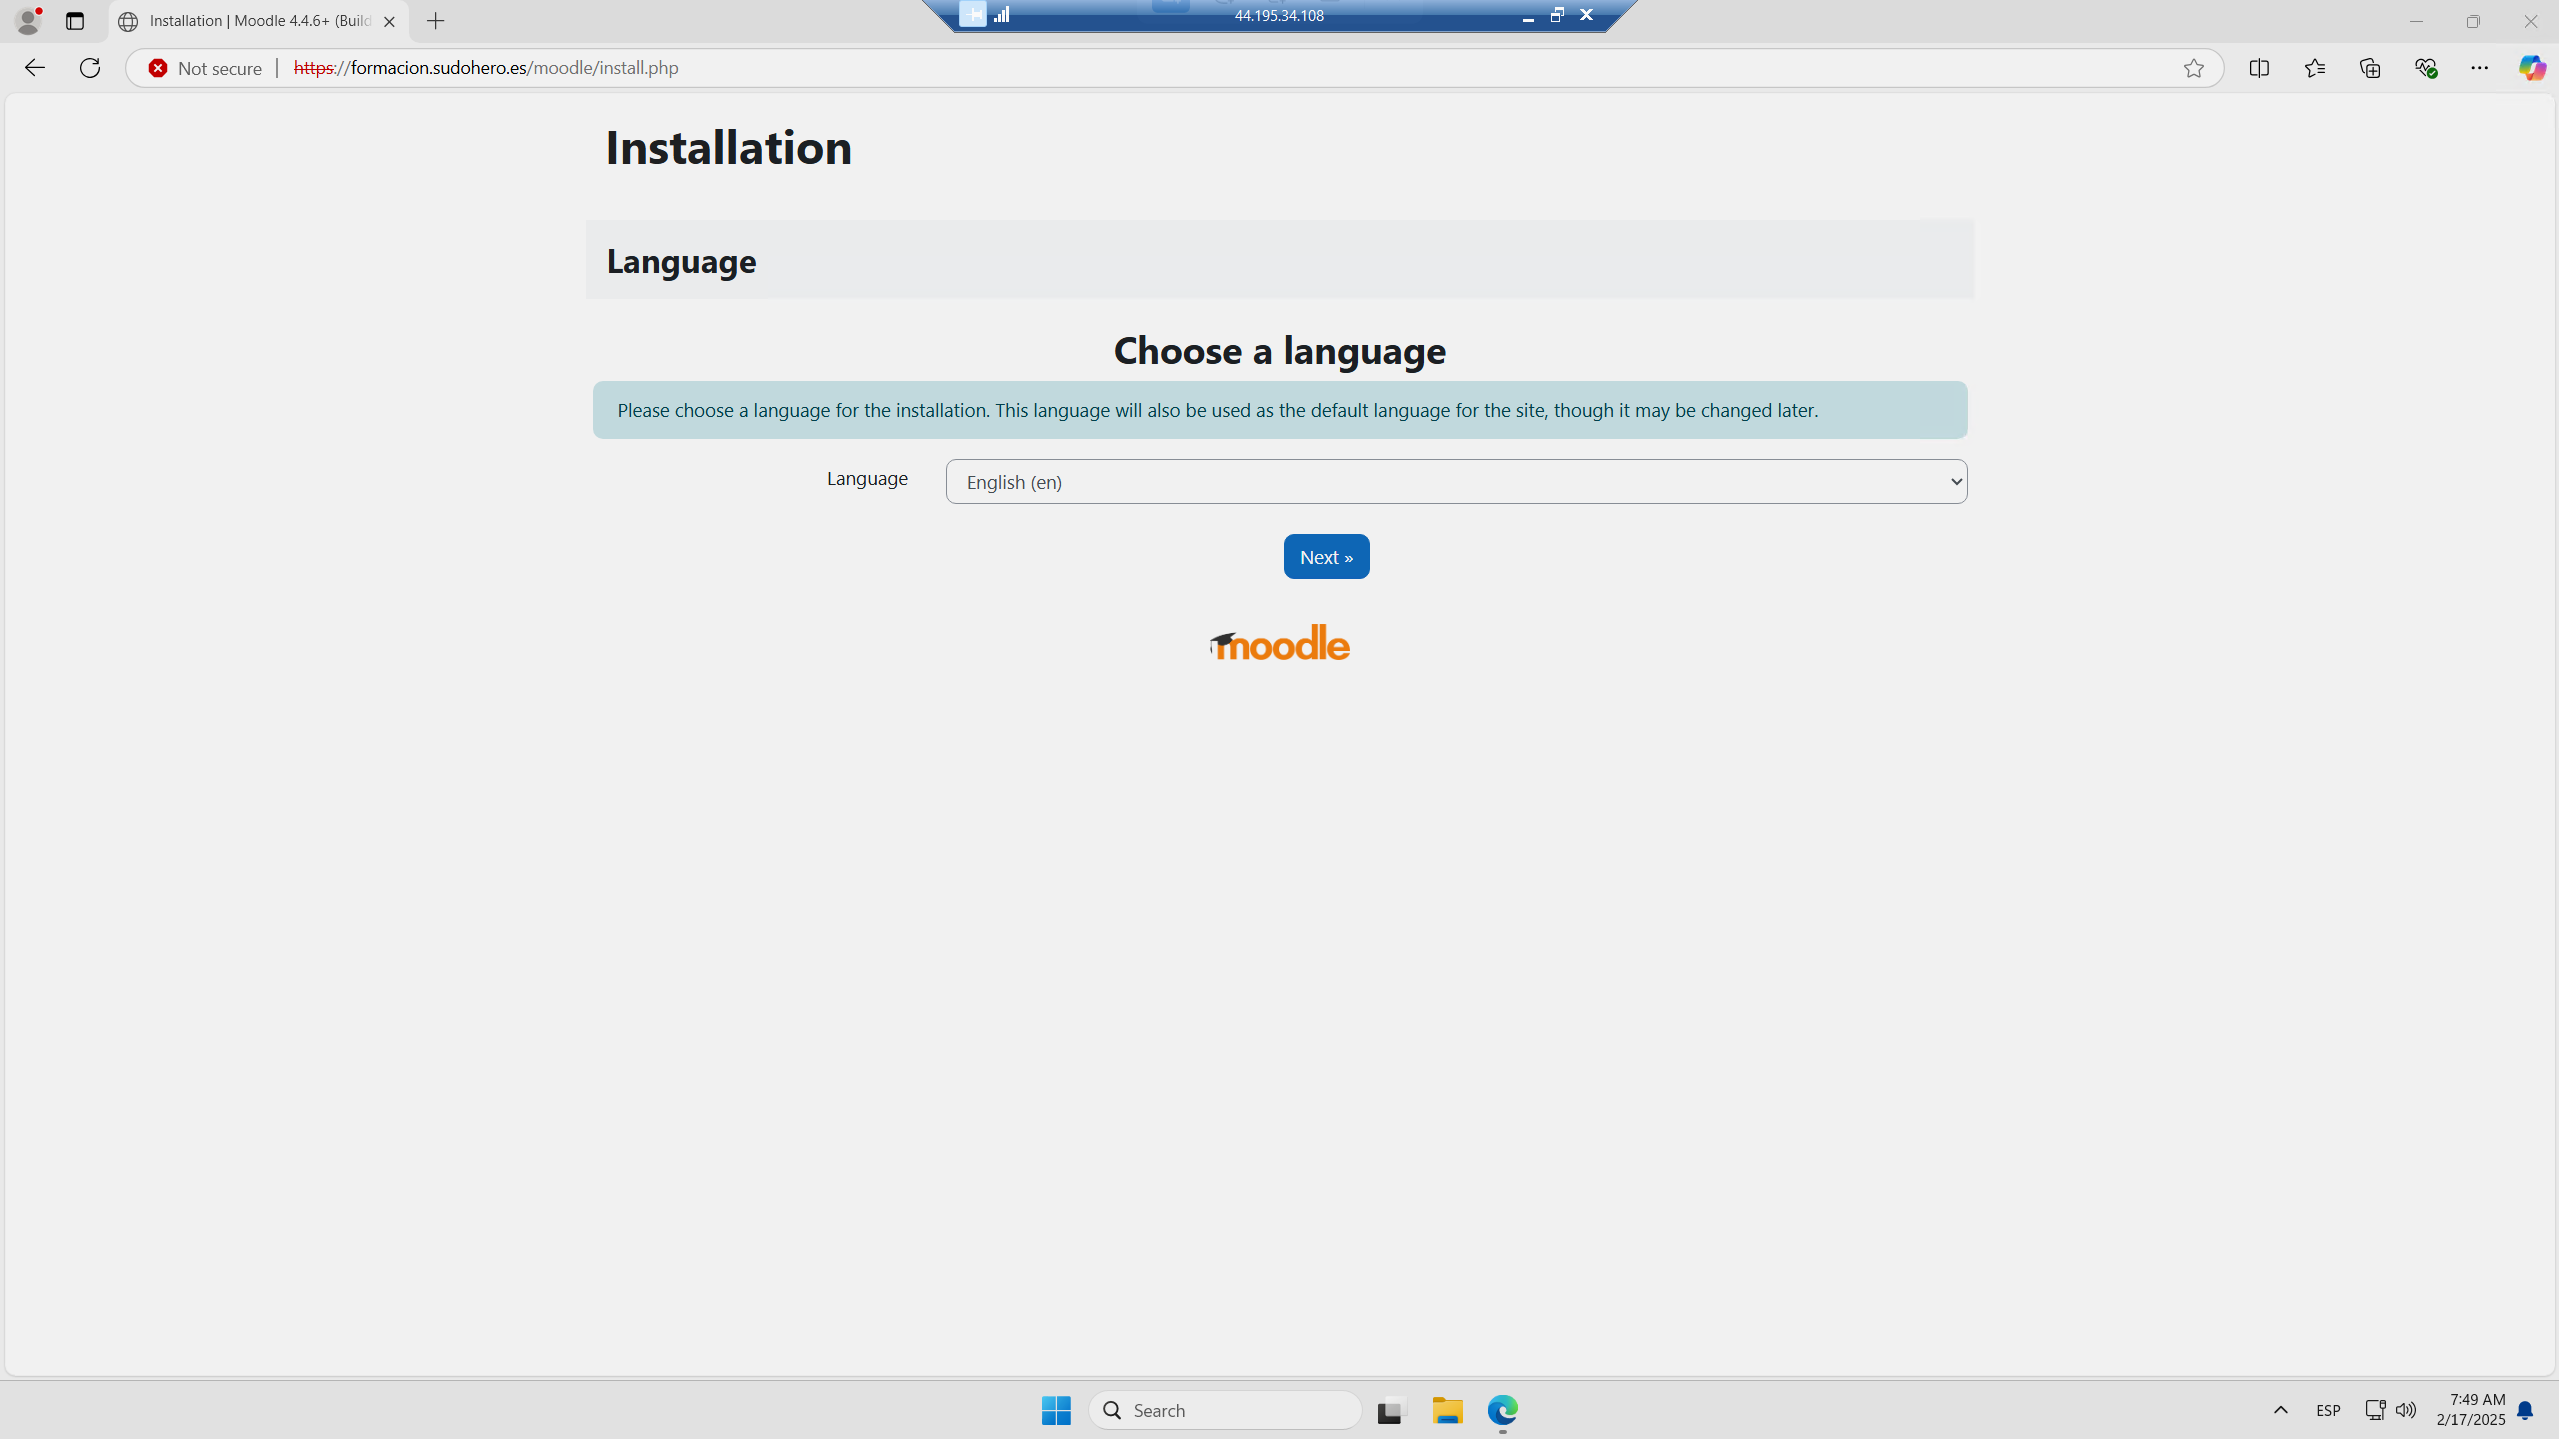 Installation | Moodle 4.4.6+ (Build
44.195.34.108
Not secure
https://formacion.sudohero.es/moodle/install.php
Installation
Language
Choose a language
Please choose a language for the installation. This language will also be used as the default language for the site, though it may be changed later.
Language
English (en)
Next »
moodle
Search
ESP
7:49 AM
2/17/2025